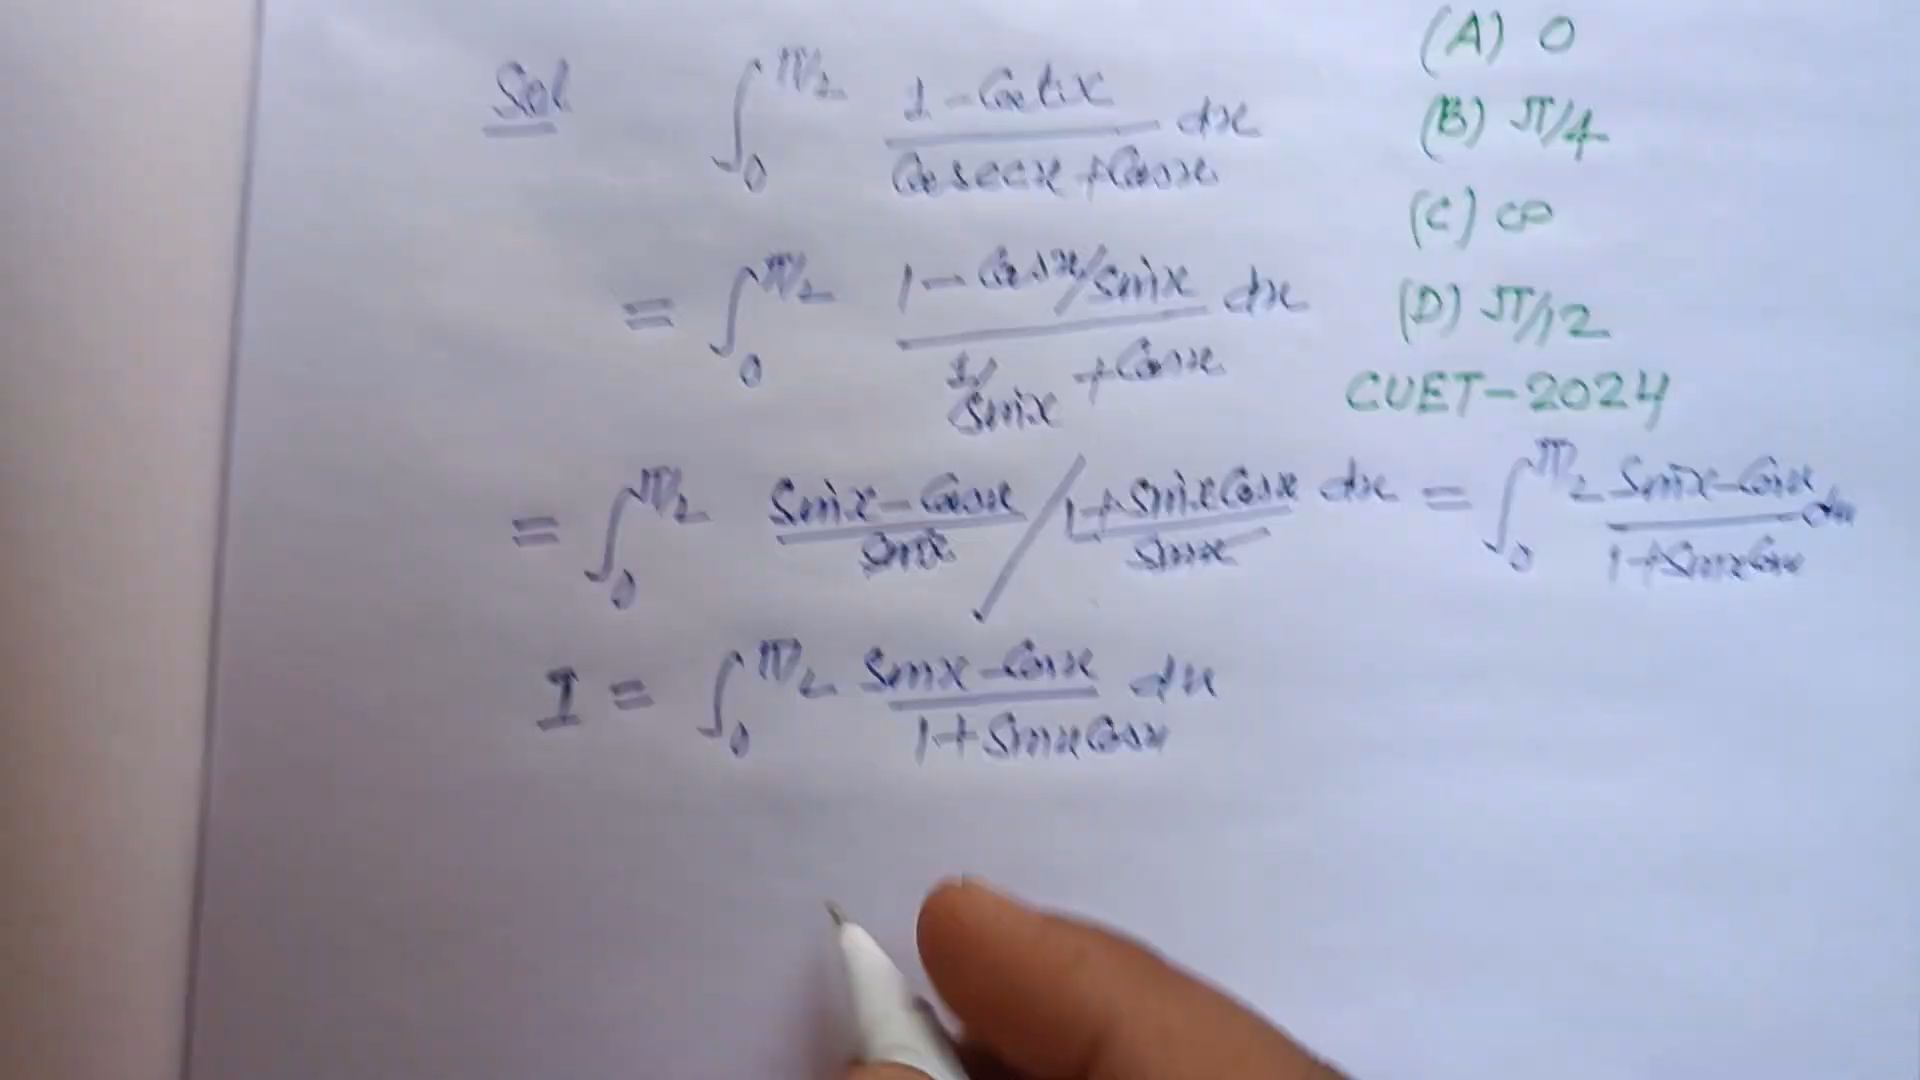 Sol ∫₀^π/2 (1 - Cotx)/(Cosecx + Cosx) dx
(A) 0
(B) π/4
(C) ∞
(D) π/12
CUET-2024
= ∫₀^π/2 (1 - Cosx/Sinx)/(1/Sinx + Cosx) dx
= ∫₀^π/2 (Sinx - Cosx)/Sinx / (1 + SinxCosx)/Sinx dx = ∫₀^π/2 (Sinx - Cosx)/(1 + SinxCosx) dx
I = ∫₀^π/2 (Sinx - Cosx)/(1 + SinxCosx) dx